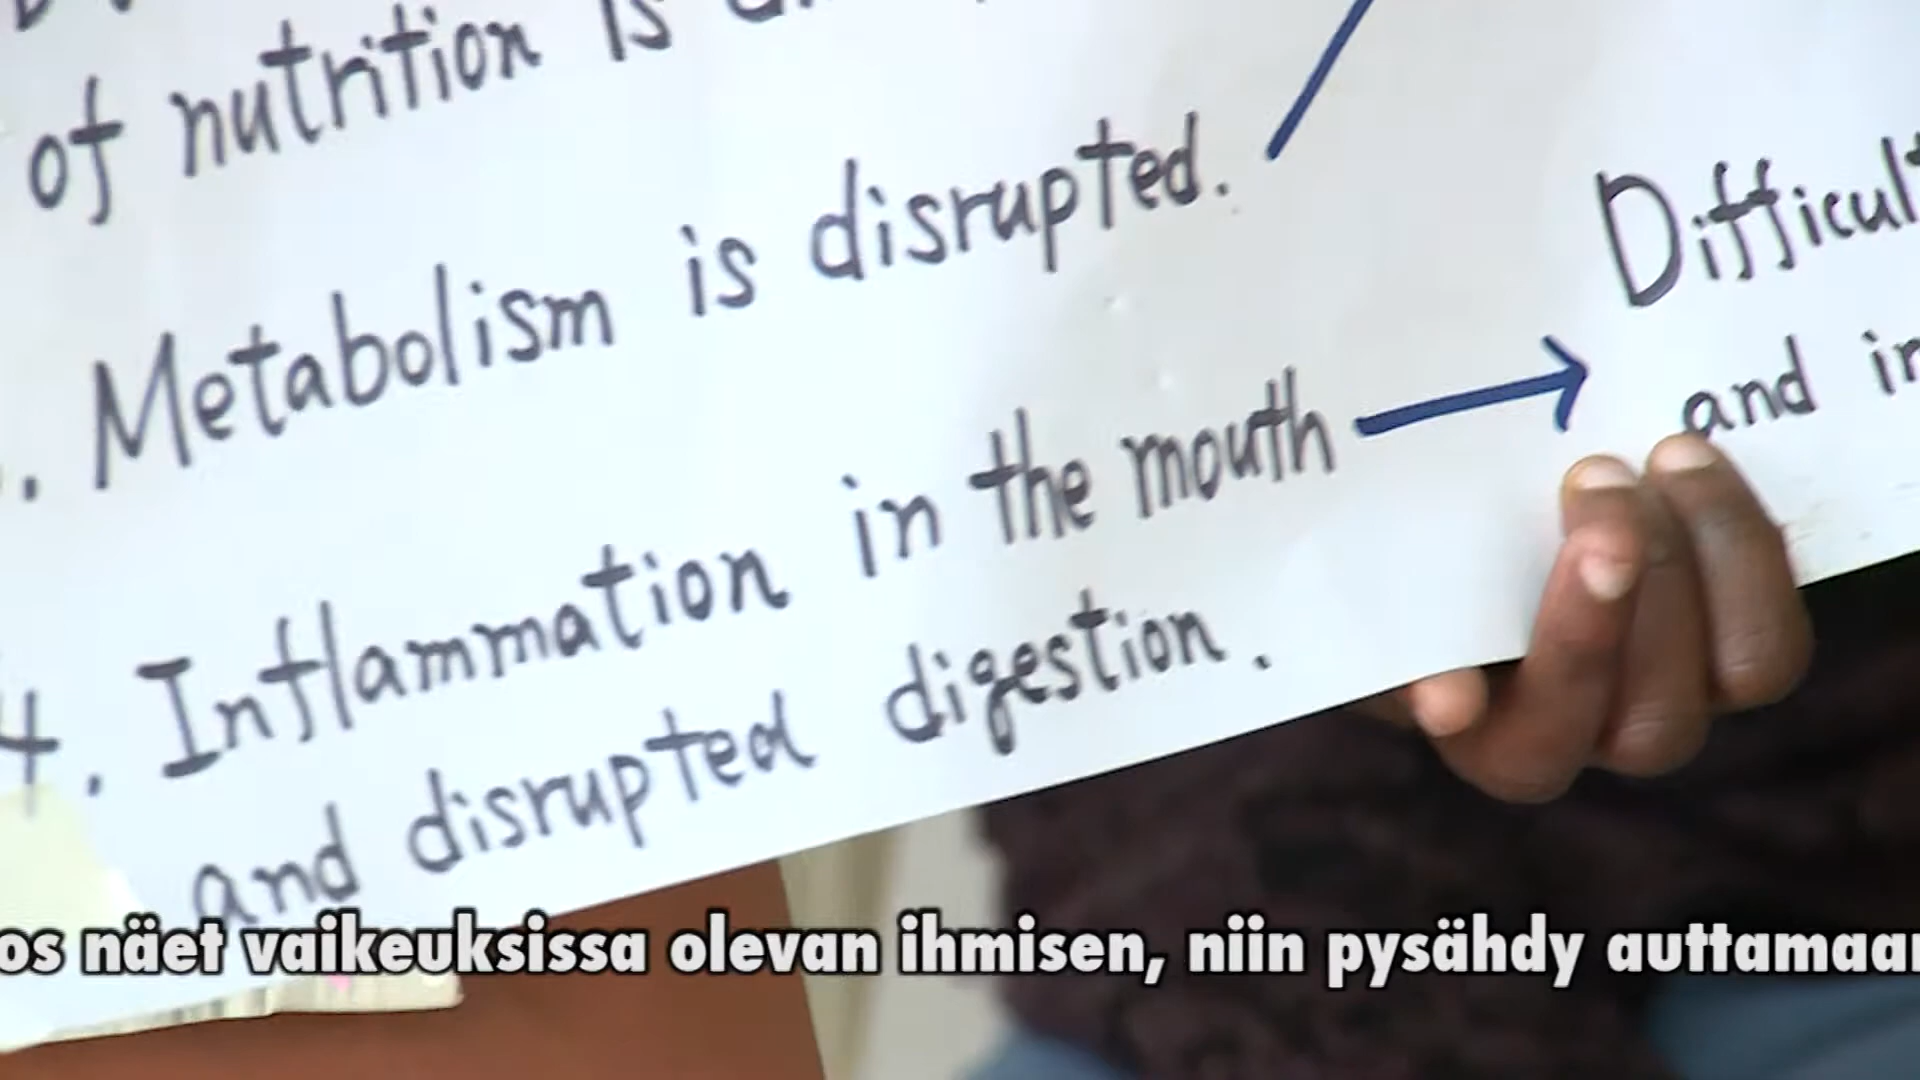 of nutrition is
. Metabolism is disrupted.
4. Inflammation in the mouth
and disrupted digestion.
Difficult
and in
os näet vaikeuksissa olevan ihmisen, niin pysähdy auttamaan